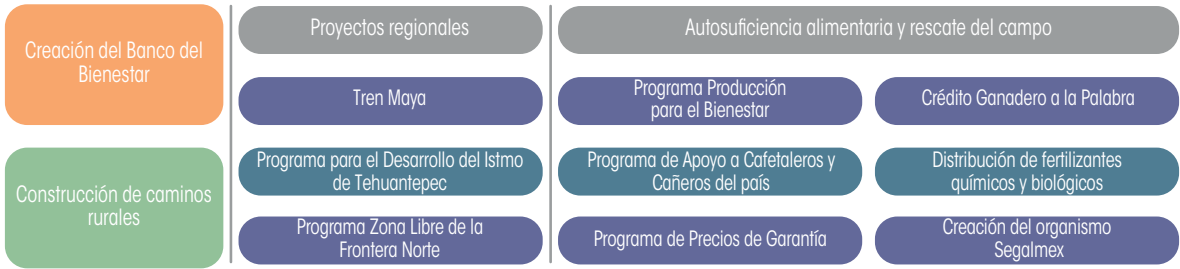 Creación del Banco del
Bienestar
Construcción de caminos
rurales
Proyectos regionales
Tren Maya
Programa para el Desarrollo del Istmo
de Tehuantepec
Programa Zona Libre de la
Frontera Norte
Autosuficiencia alimentaria y rescate del campo
Programa Producción
para el Bienestar
Crédito Ganadero a la Palabra
Programa de Apoyo a Cafetaleros y
Cañeros del país
Distribución de fertilizantes
químicos y biológicos
Programa de Precios de Garantía
Creación del organismo
Segalmex